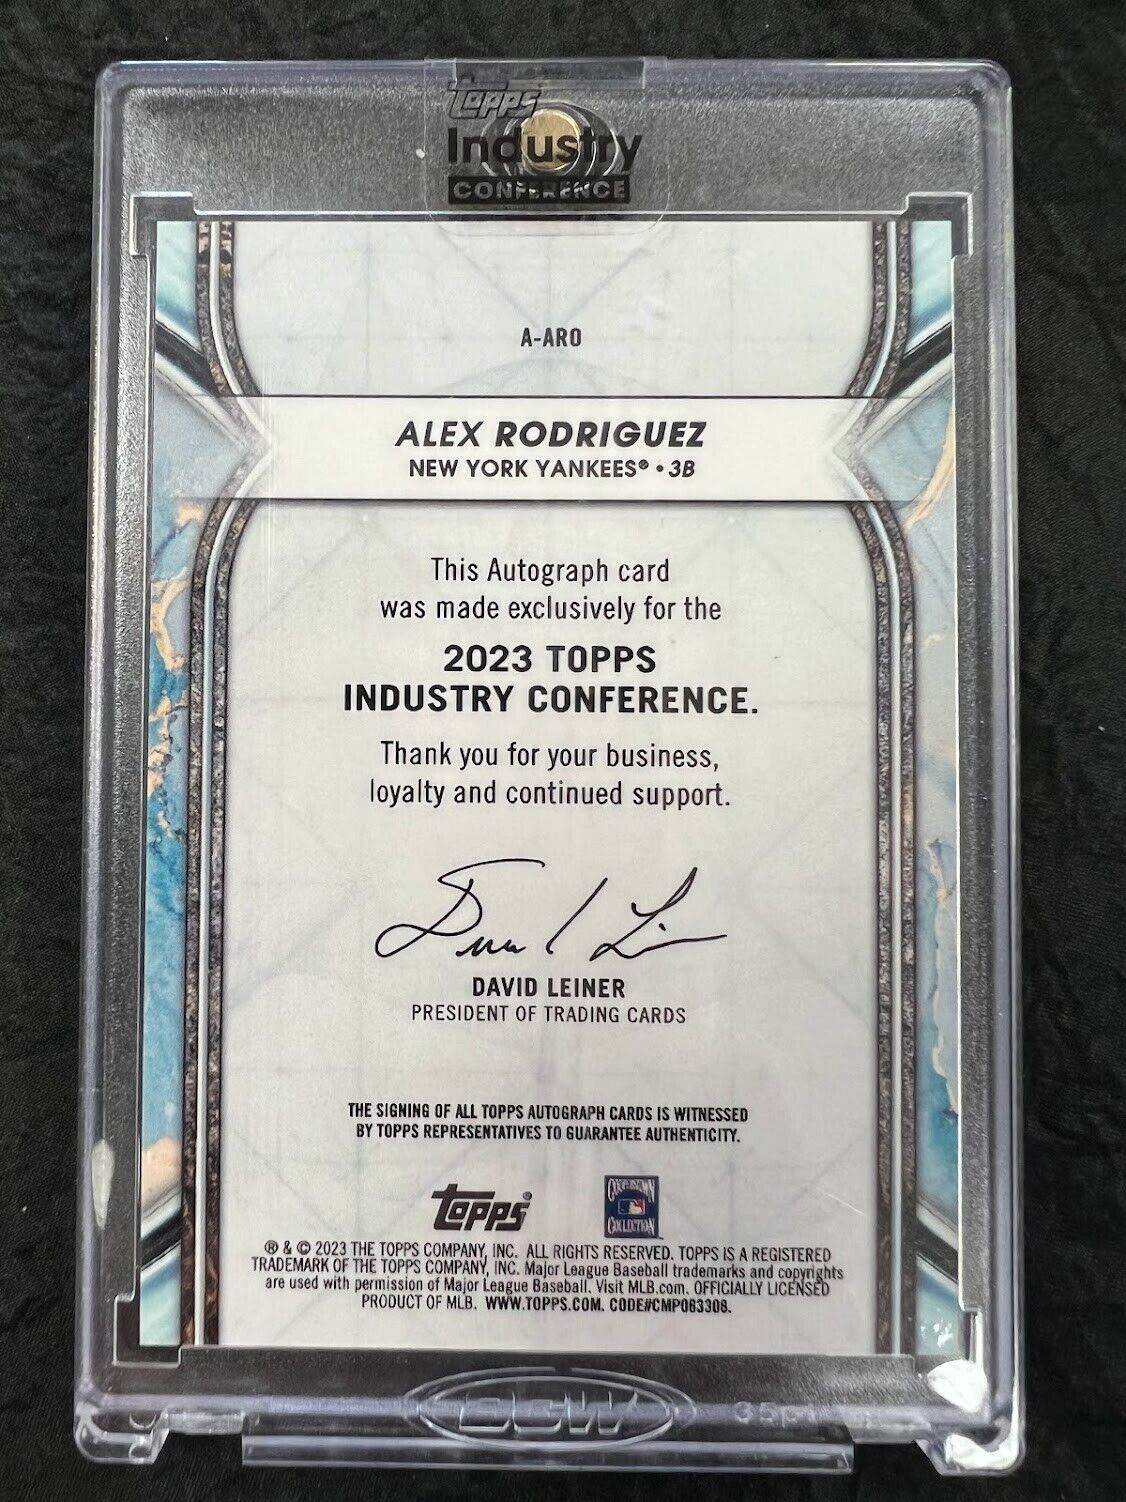 Topps
Industry
CONFERENCE
A-ARO
ALEX RODRIGUEZ
NEW YORK YANKEES® • 3B
This Autograph card
was made exclusively for the
2023 TOPPS
INDUSTRY CONFERENCE.
Thank you for your business,
loyalty and continued support.
DAVID LEINER
PRESIDENT OF TRADING CARDS
THE SIGNING OF ALL TOPPS AUTOGRAPH CARDS IS WITNESSED
BY TOPPS REPRESENTATIVES TO GUARANTEE AUTHENTICITY.
topps®
COOPERSTOWN
COLLECTION
® & © 2023 THE TOPPS COMPANY, INC. ALL RIGHTS RESERVED. TOPPS IS A REGISTERED
TRADEMARK OF THE TOPPS COMPANY, INC. Major League Baseball trademarks and copyrights
are used with permission of Major League Baseball. Visit MLB.com. OFFICIALLY LICENSED
PRODUCT OF MLB. WWW.TOPPS.COM. CODE#CMP083308.
BCW
35pt